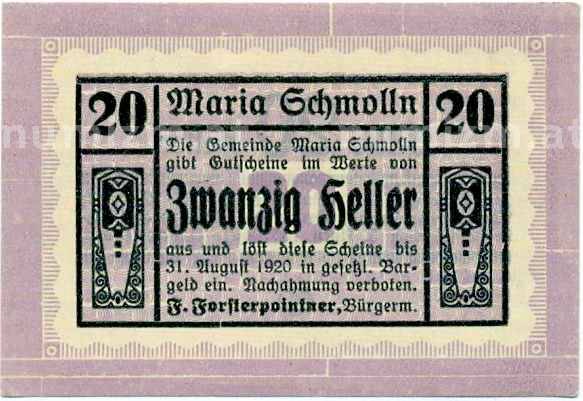 20 Maria Schmolln 20
Die Gemeinde Maria Schmolln
gibt Gutscheine im Werte von
Zwanzig Heller
aus und löst diese Scheine bis
31. August 1920 in gesetzl. Bar-
geld ein. Nachahmung verboten.
F. Forsterpointner, Bürgerm.
20